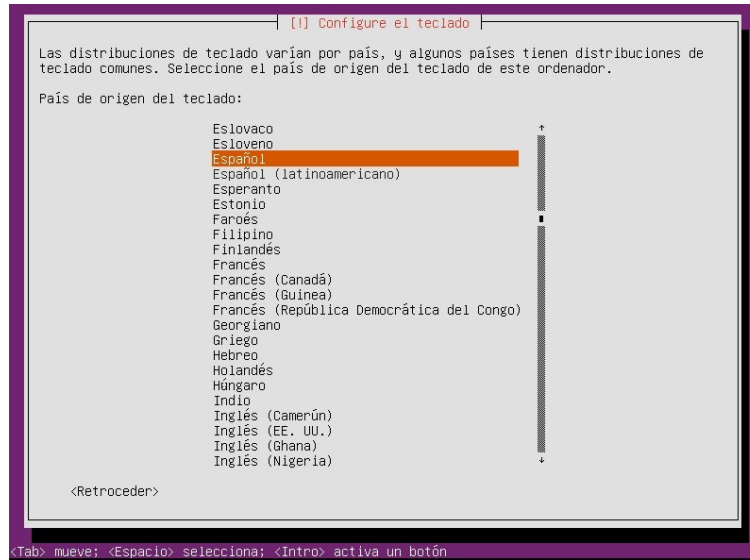 [!] Configure el teclado
Las distribuciones de teclado varían por país, y algunos países tienen distribuciones de
teclado comunes. Seleccione el país de origen del teclado de este ordenador.
País de origen del teclado:
Eslovaco
Esloveno
Español
Español (latinoamericano)
Esperanto
Estonio
Faroés
Filipino
Finlandés
Francés
Francés (Canadá)
Francés (Guinea)
Francés (República Democrática del Congo)
Georgiano
Griego
Hebreo
Holandés
Húngaro
Indio
Inglés (Camerún)
Inglés (EE. UU.)
Inglés (Ghana)
Inglés (Nigeria)
<Retroceder>
<Tab> mueve; <Espacio> selecciona; <Intro> activa un botón